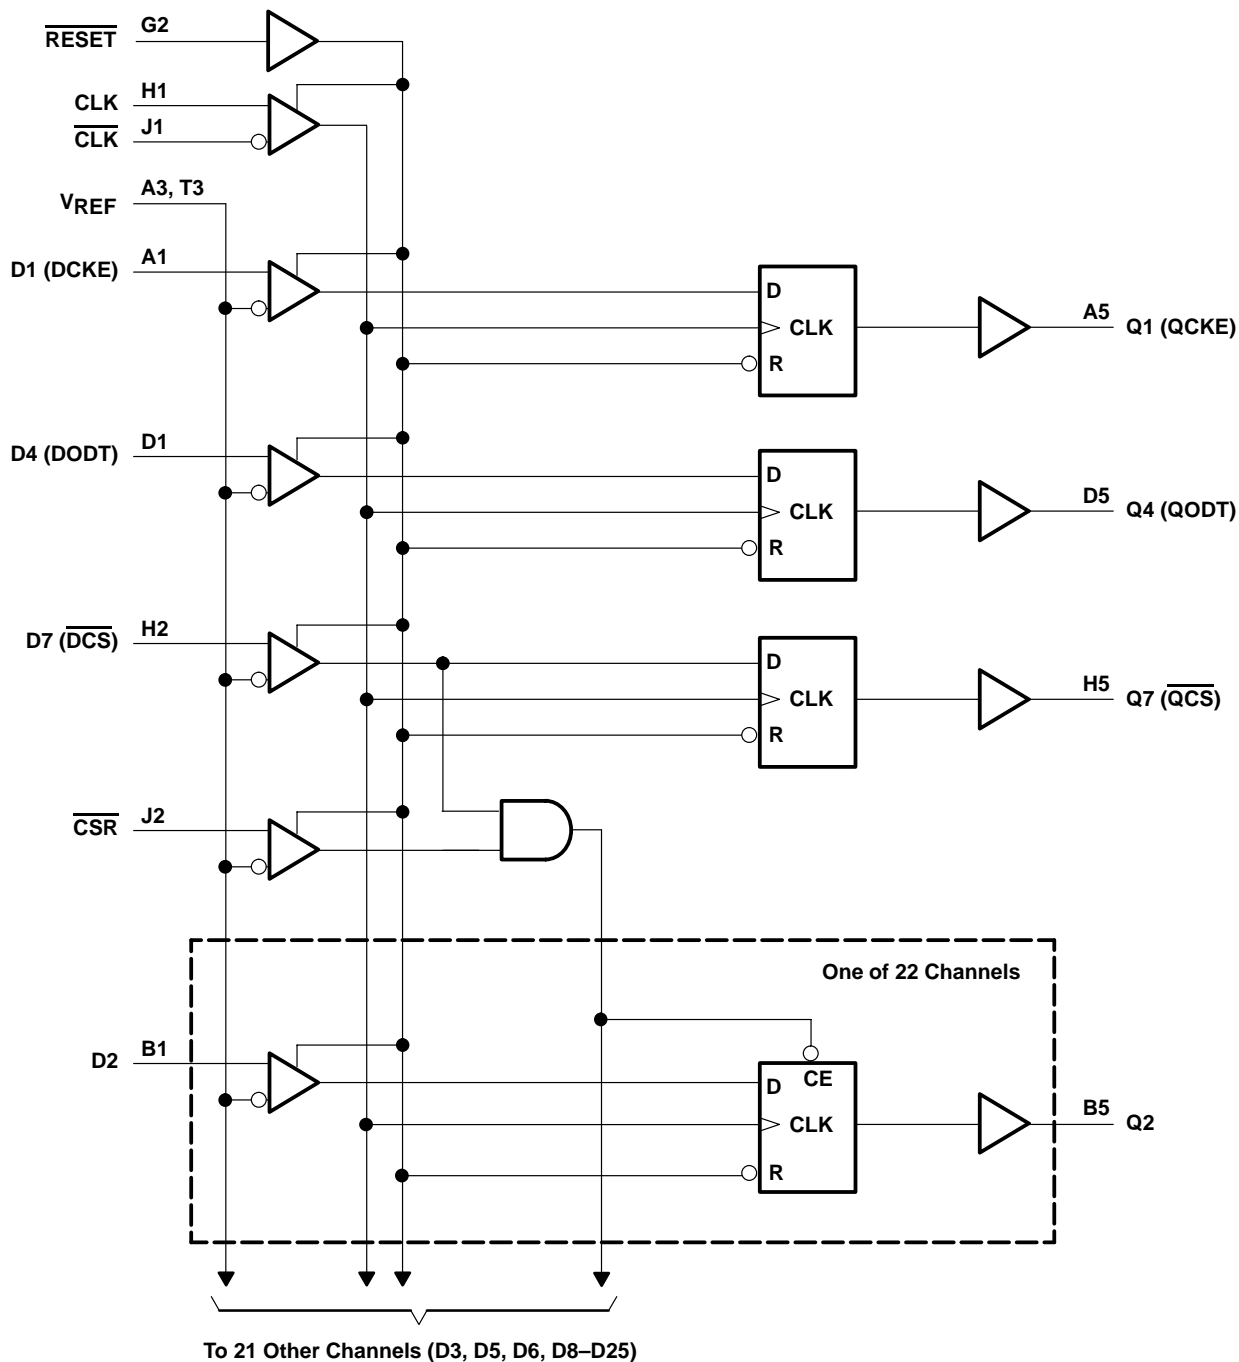 RESET G2
CLK H1
CLK J1
VREF A3, T3
D1 (DCKE) A1
D CLK R
A5 Q1 (QCKE)
D4 (DODT) D1
D CLK R
D5 Q4 (QODT)
D7 (DCS) H2
D CLK R
H5 Q7 (QCS)
CSR J2
One of 22 Channels
D2 B1
CE
D CLK R
B5 Q2
To 21 Other Channels (D3, D5, D6, D8–D25)